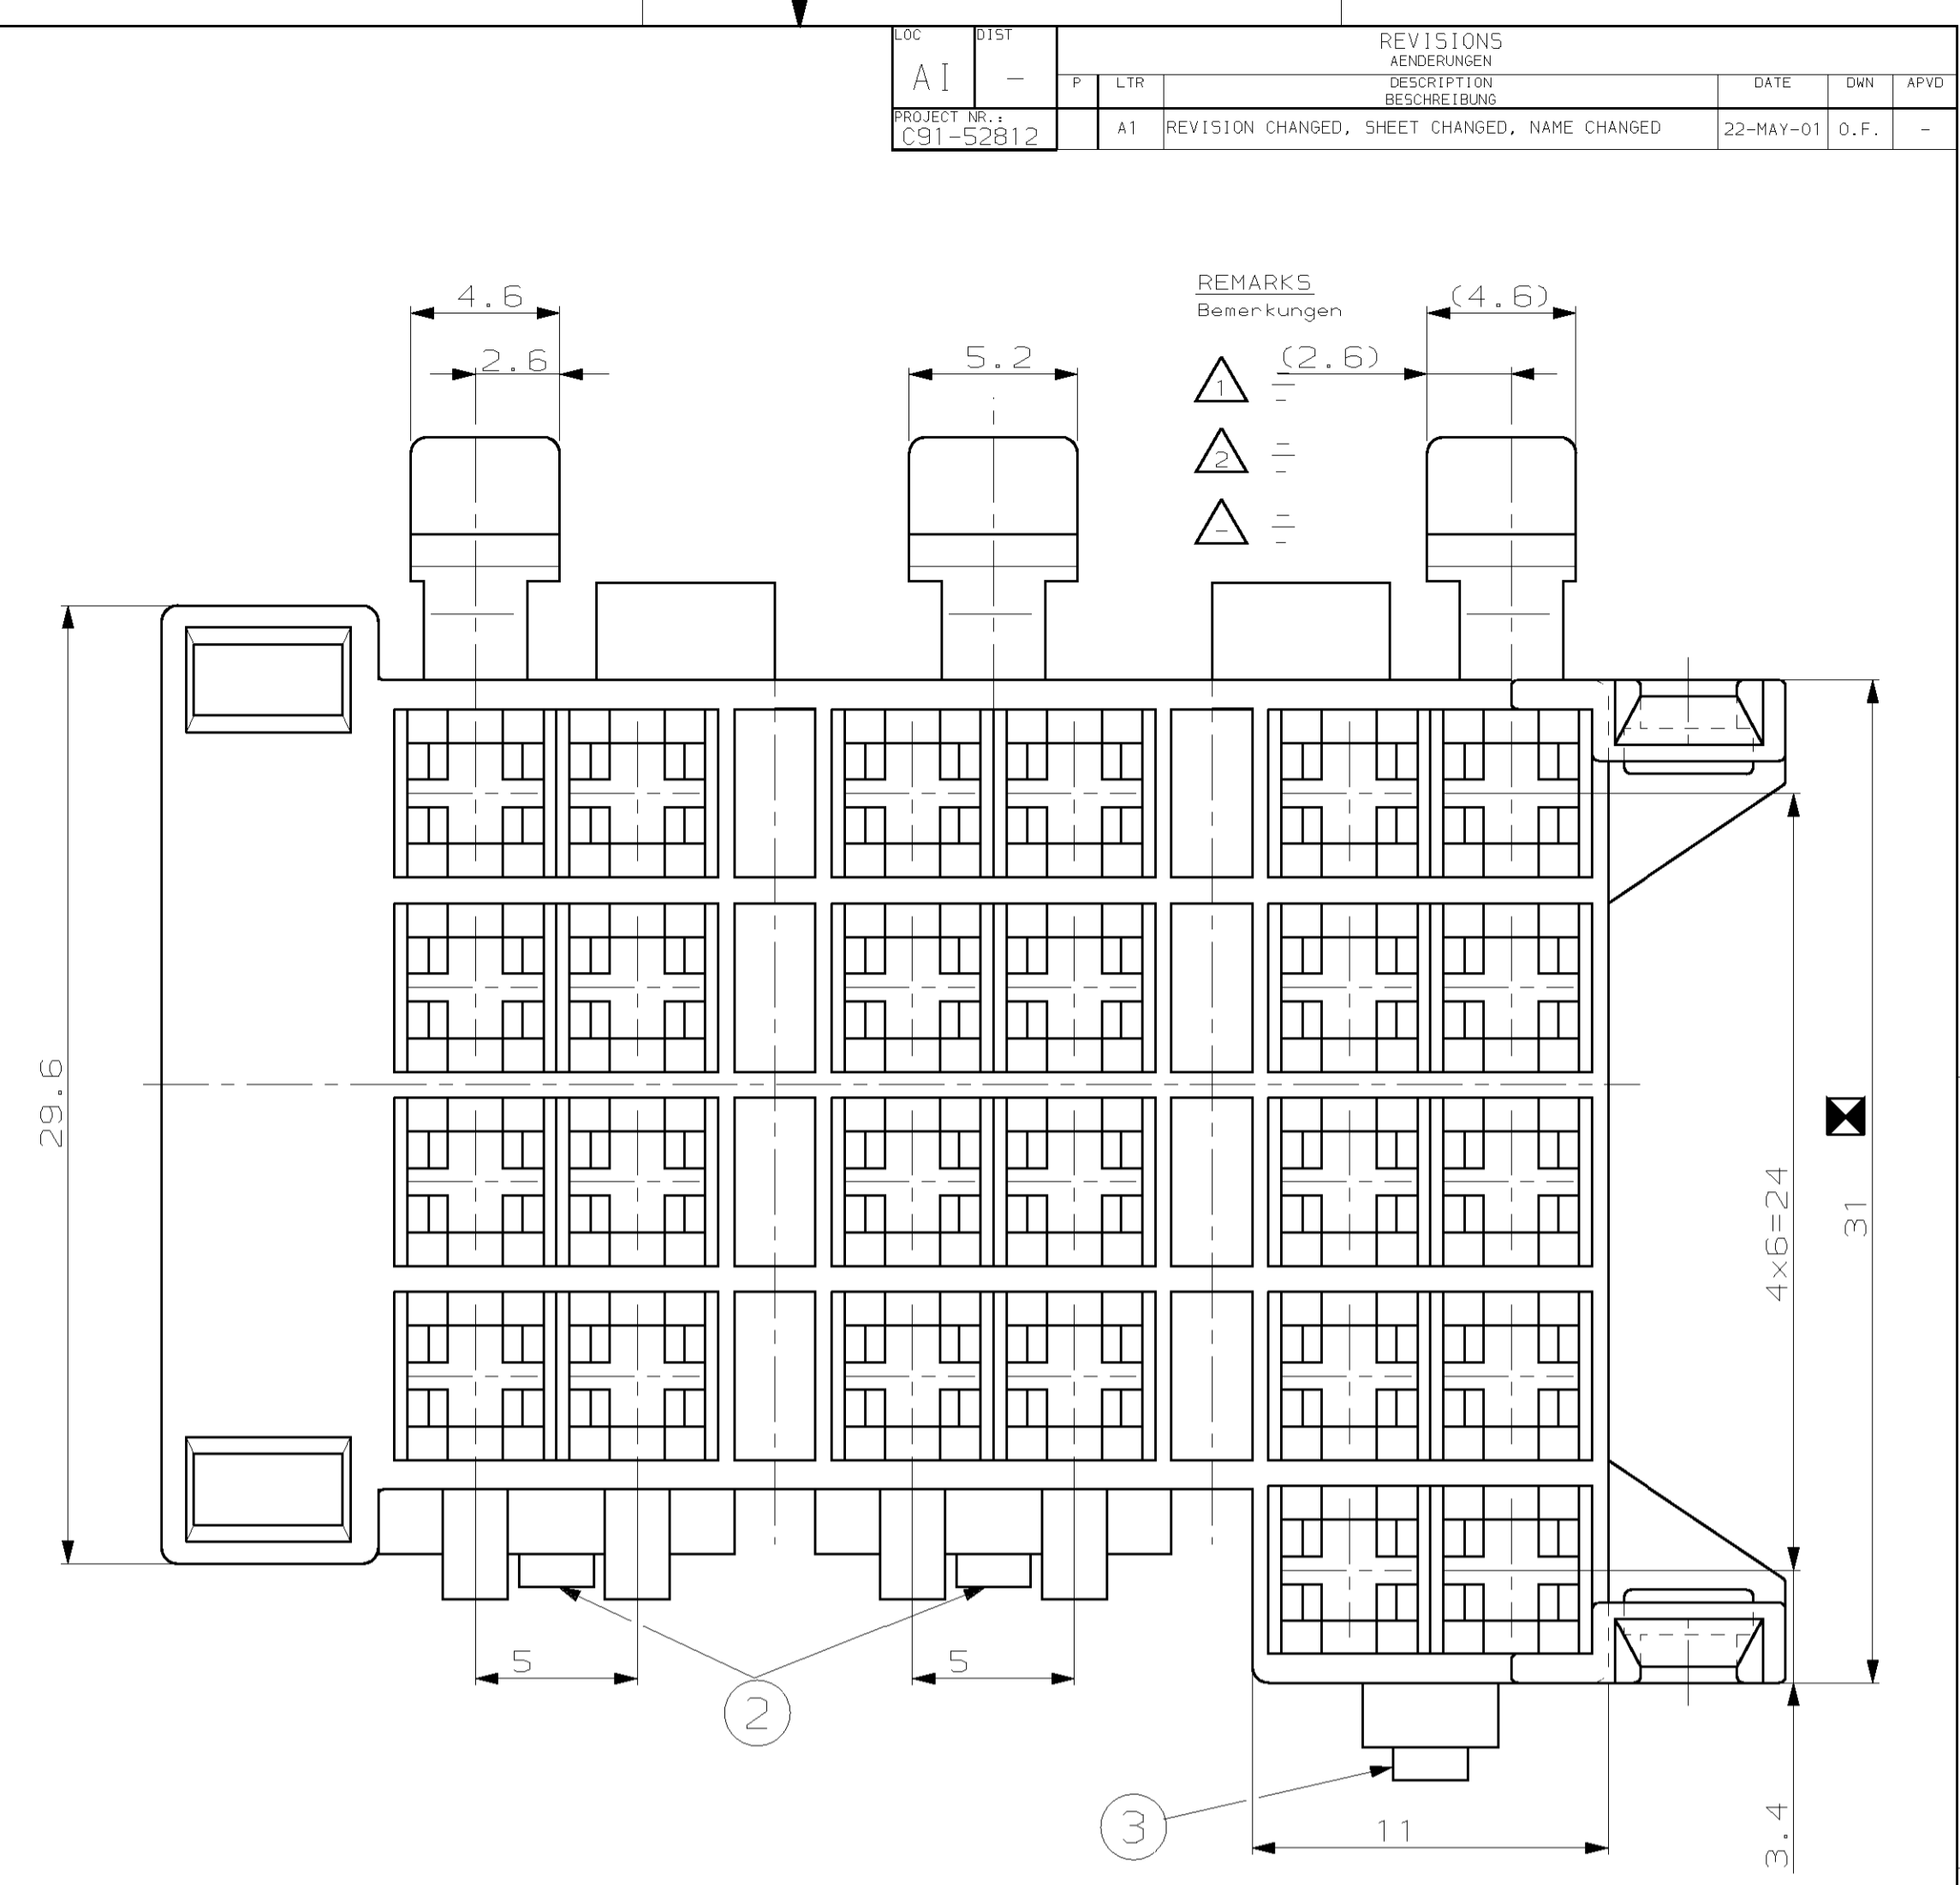 LOC DIST REVISIONS
AENDERUNGEN
AI - P LTR DESCRIPTION DATE DWN APVD
BESCHREIBUNG
PROJECT NR.:
C91-52812 A1 REVISION CHANGED, SHEET CHANGED, NAME CHANGED 22-MAY-01 O.F. -
REMARKS
Bemerkungen
4.6 (4.6)
2.6 5.2 (2.6)
1
2
-
29.6
4x6=24
31
5 5
2
3
11
3.4